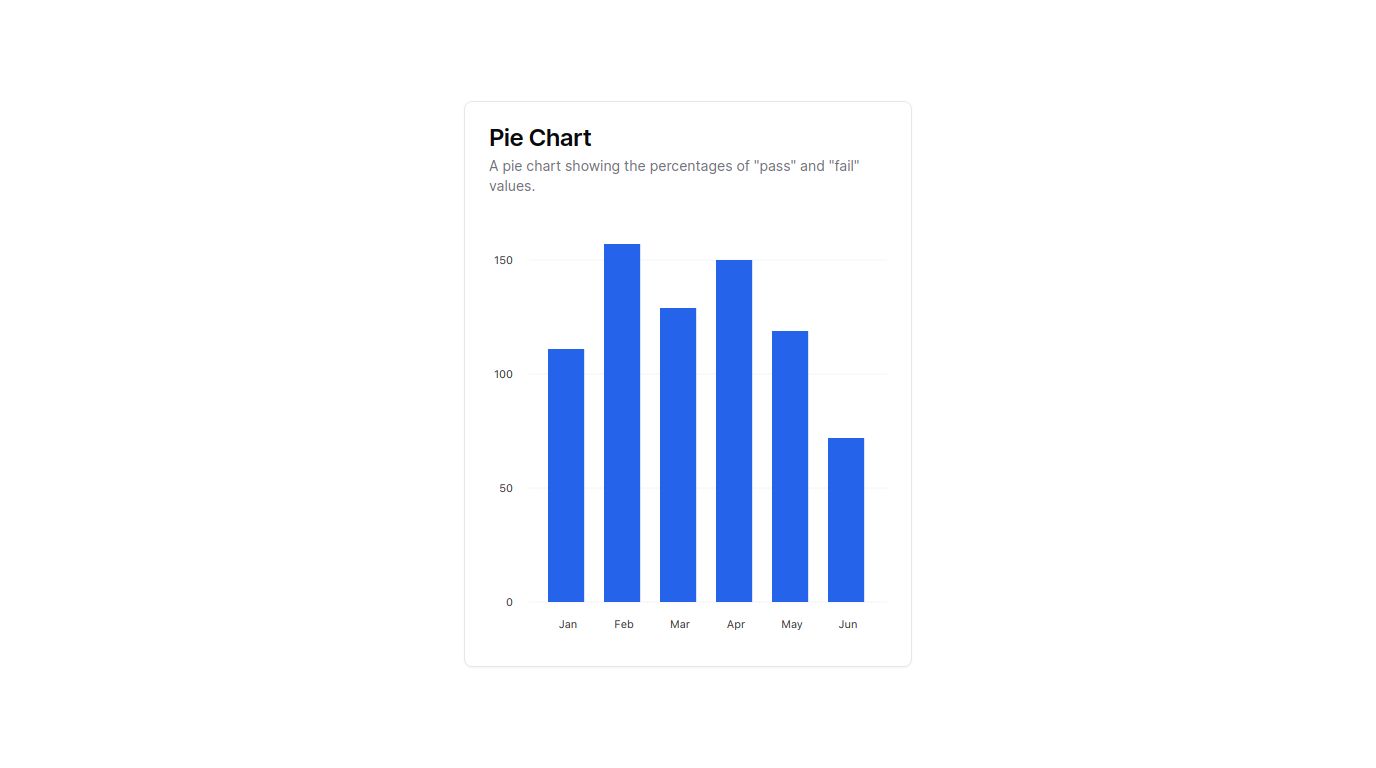 Pie Chart
A pie chart showing the percentages of "pass" and "fail"
values.
150
100
50
0
Jan Feb Mar Apr May Jun